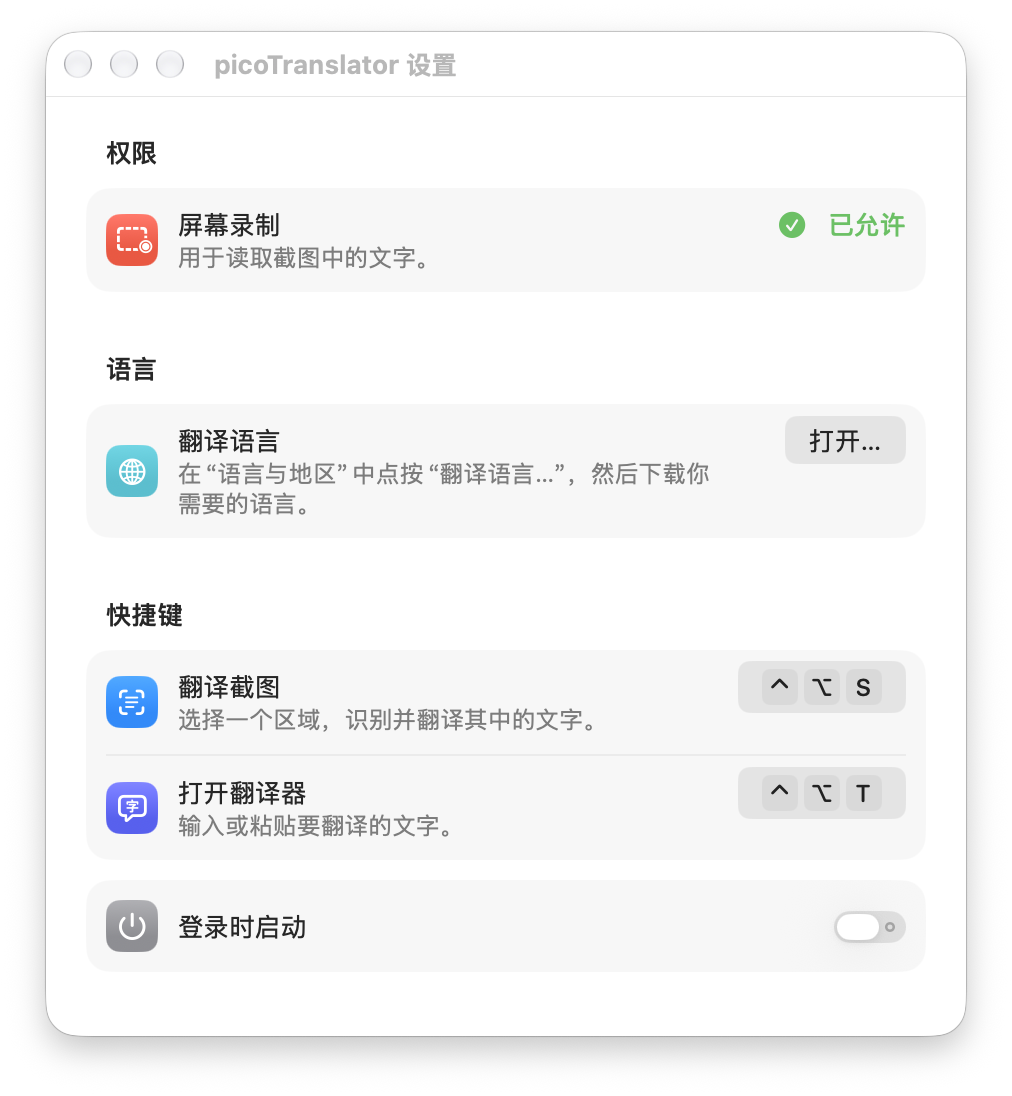 picoTranslator 设置
权限
屏幕录制
已允许
用于读取截图中的文字。
语言
翻译语言
打开...
在 “语言与地区” 中点按 “翻译语言...”，然后下载你
需要的语言。
快捷键
翻译截图
^ ⌥ S
选择一个区域，识别并翻译其中的文字。
字
打开翻译器
^ ⌥ T
输入或粘贴要翻译的文字。
登录时启动